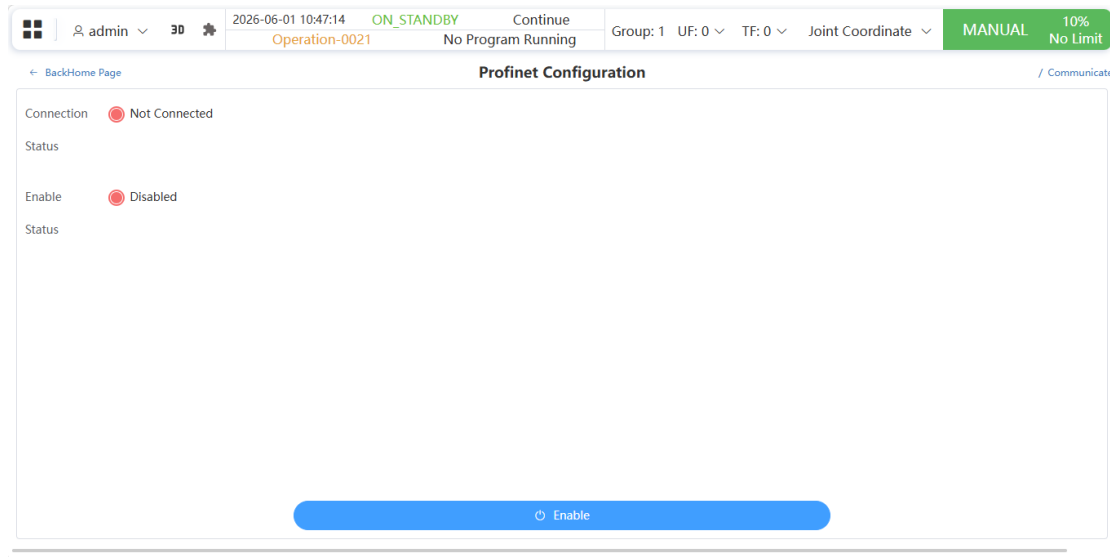 admin 3D 2026-06-01 10:47:14 ON_STANDBY Continue
Operation-0021 No Program Running
Group: 1 UF: 0 TF: 0 Joint Coordinate MANUAL 10%
No Limit
← BackHome Page Profinet Configuration / Communicate
Connection Not Connected
Status
Enable Disabled
Status
Enable